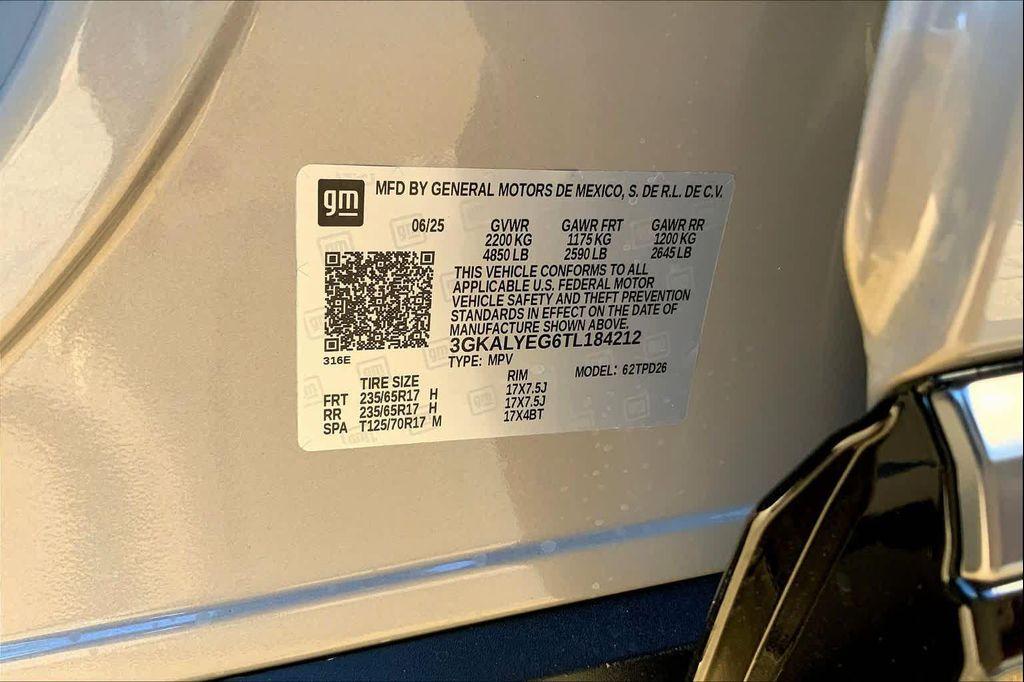 gm
MFD BY GENERAL MOTORS DE MEXICO, S. DE R.L. DE C.V.
06/25 GVWR GAWR FRT GAWR RR
2200 KG 1175 KG 1200 KG
4850 LB 2590 LB 2645 LB
THIS VEHICLE CONFORMS TO ALL
APPLICABLE U.S. FEDERAL MOTOR
VEHICLE SAFETY AND THEFT PREVENTION
STANDARDS IN EFFECT ON THE DATE OF
MANUFACTURE SHOWN ABOVE.
3GKALYEG6TL184212
316E
TYPE: MPV MODEL: 62TPD26
TIRE SIZE RIM
FRT 235/65R17 H 17X7.5J
RR 235/65R17 H 17X7.5J
SPA T125/70R17 M 17X4BT